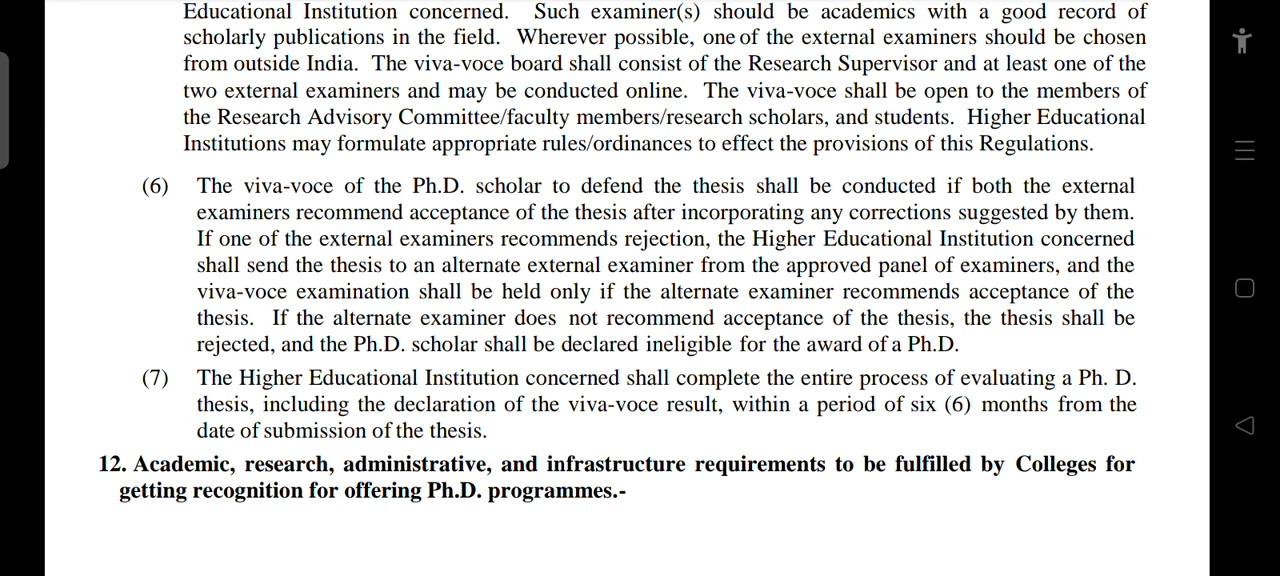 Educational Institution concerned. Such examiner(s) should be academics with a good record of
scholarly publications in the field. Wherever possible, one of the external examiners should be chosen
from outside India. The viva-voce board shall consist of the Research Supervisor and at least one of the
two external examiners and may be conducted online. The viva-voce shall be open to the members of
the Research Advisory Committee/faculty members/research scholars, and students. Higher Educational
Institutions may formulate appropriate rules/ordinances to effect the provisions of this Regulations.
(6) The viva-voce of the Ph.D. scholar to defend the thesis shall be conducted if both the external
examiners recommend acceptance of the thesis after incorporating any corrections suggested by them.
If one of the external examiners recommends rejection, the Higher Educational Institution concerned
shall send the thesis to an alternate external examiner from the approved panel of examiners, and the
viva-voce examination shall be held only if the alternate examiner recommends acceptance of the
thesis. If the alternate examiner does not recommend acceptance of the thesis, the thesis shall be
rejected, and the Ph.D. scholar shall be declared ineligible for the award of a Ph.D.
(7) The Higher Educational Institution concerned shall complete the entire process of evaluating a Ph. D.
thesis, including the declaration of the viva-voce result, within a period of six (6) months from the
date of submission of the thesis.
12. Academic, research, administrative, and infrastructure requirements to be fulfilled by Colleges for
getting recognition for offering Ph.D. programmes.-